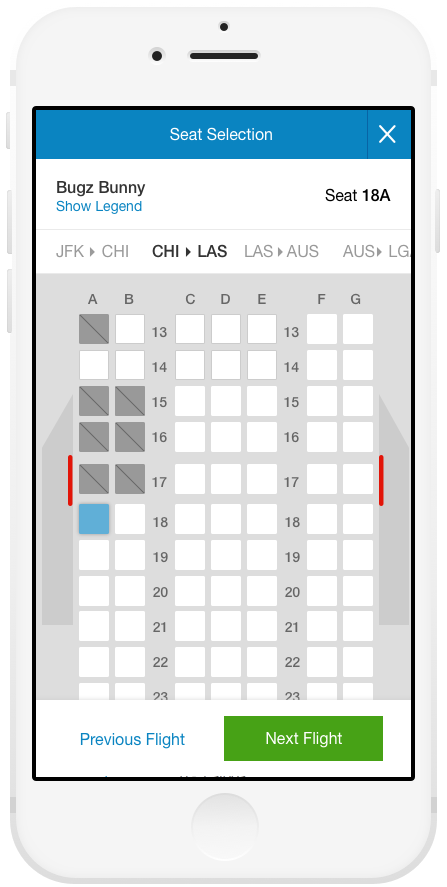 Seat Selection
Bugz Bunny
Show Legend
Seat 18A
JFK CHI CHI LAS LAS AUS AUS
A B C D E F G
13 13
14 14
15 15
16 16
17 17
18 18
19 19
20 20
21 21
22 22
23 23
Previous Flight Next Flight